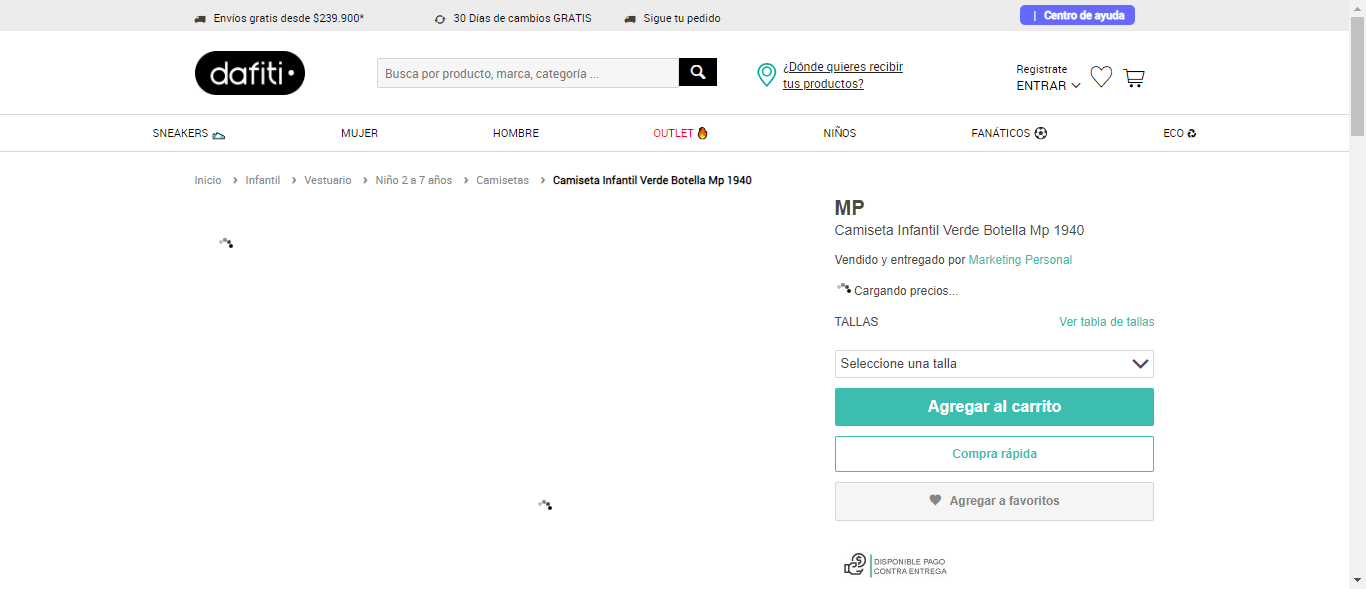 Envíos gratis desde $239.900*
30 Días de cambios GRATIS
Sigue tu pedido
| Centro de ayuda
dafiti
Busca por producto, marca, categoría ...
¿Dónde quieres recibir
tus productos?
Registrate
ENTRAR
SNEAKERS
MUJER
HOMBRE
OUTLET
NIÑOS
FANÁTICOS
ECO
Inicio › Infantil › Vestuario › Niño 2 a 7 años › Camisetas › Camiseta Infantil Verde Botella Mp 1940
MP
Camiseta Infantil Verde Botella Mp 1940
Vendido y entregado por Marketing Personal
Cargando precios...
TALLAS
Ver tabla de tallas
Seleccione una talla
Agregar al carrito
Compra rápida
Agregar a favoritos
DISPONIBLE PAGO
CONTRA ENTREGA